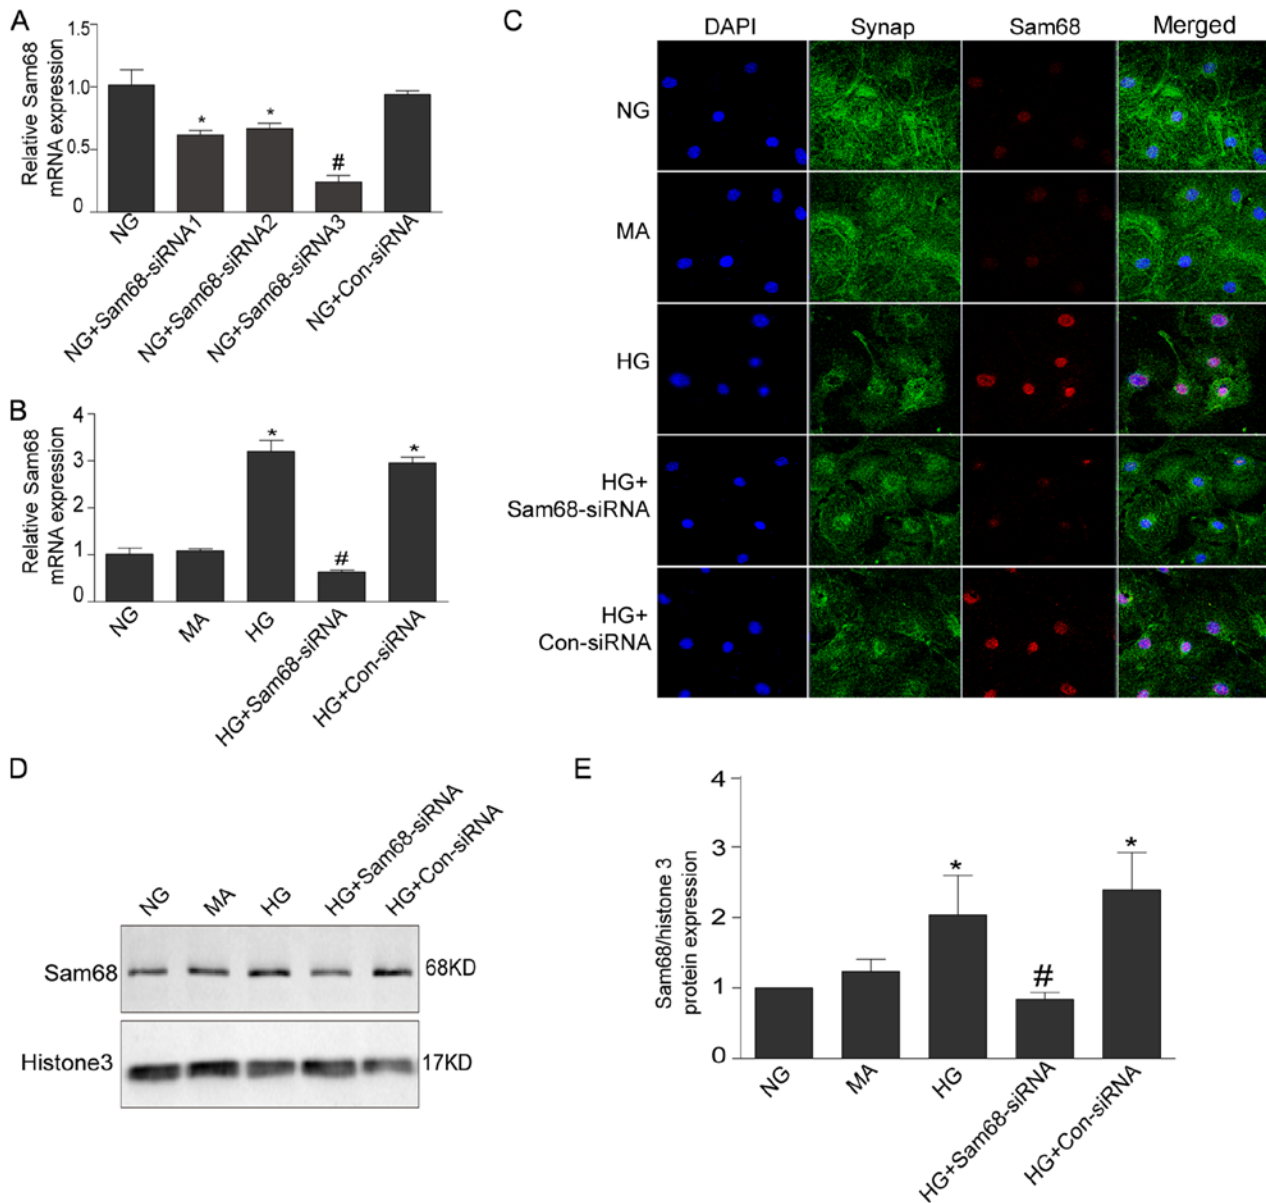 A
Relative Sam68
mRNA expression
1.5
1.0
0.5
0
*
*
#
NG
NG+Sam68-siRNA1
NG+Sam68-siRNA2
NG+Sam68-siRNA3
NG+Con-siRNA
B
Relative Sam68
mRNA expression
4
3
2
1
0
*
#
*
NG
MA
HG
HG+Sam68-siRNA
HG+Con-siRNA
C
DAPI
Synap
Sam68
Merged
NG
MA
HG
HG+
Sam68-siRNA
HG+
Con-siRNA
D
NG
MA
HG
HG+Sam68-siRNA
HG+Con-siRNA
Sam68
68KD
Histone3
17KD
E
Sam68/histone 3
protein expression
4
3
2
1
0
*
#
*
NG
MA
HG
HG+Sam68-siRNA
HG+Con-siRNA